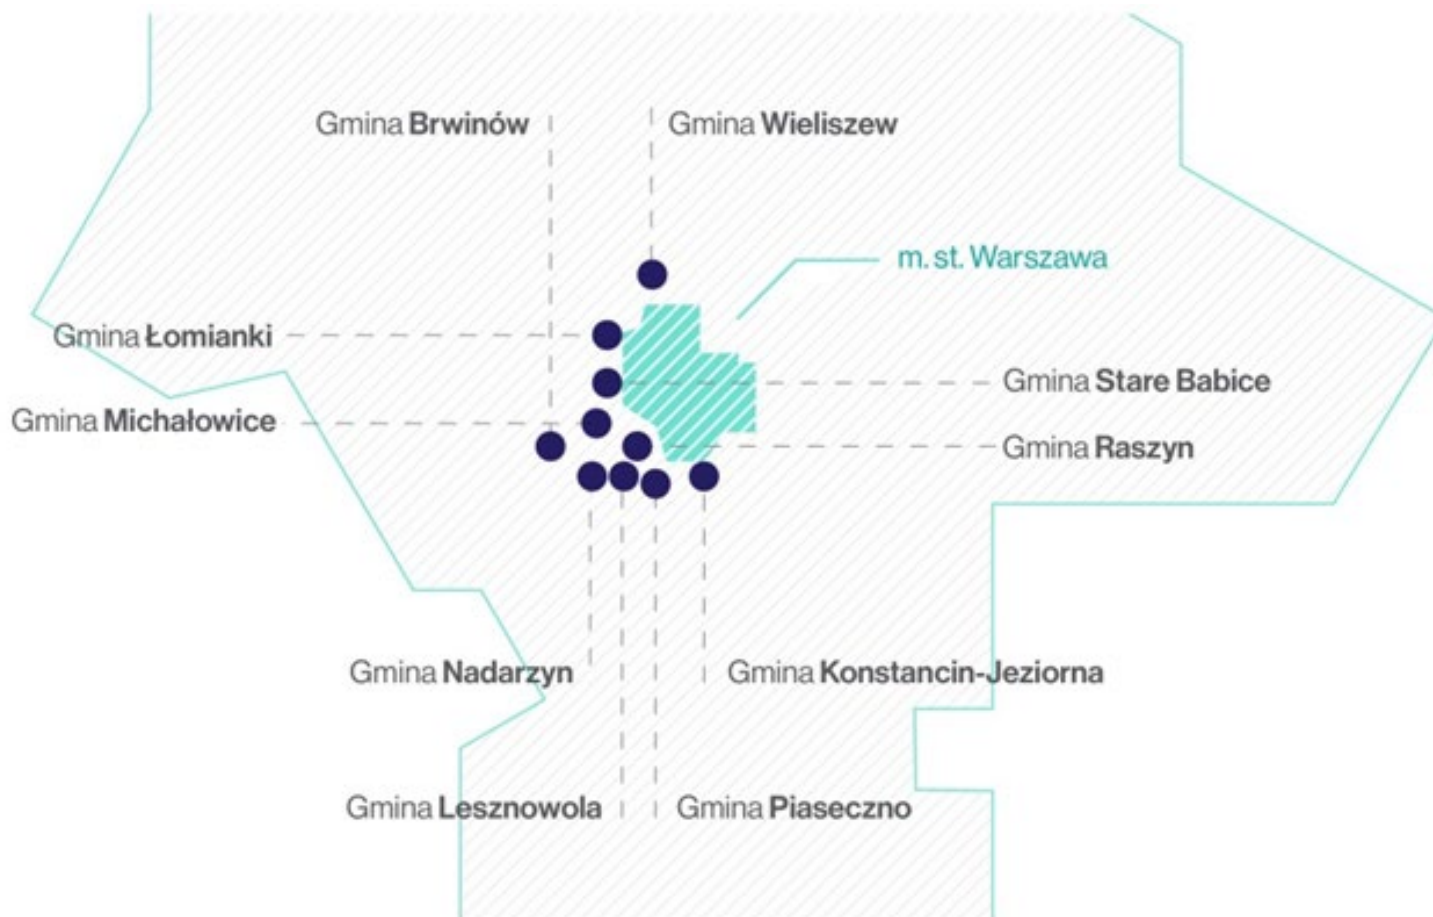 Gmina Brwinów
Gmina Wieliszew
m. st. Warszawa
Gmina Łomianki
Gmina Stare Babice
Gmina Michałowice
Gmina Raszyn
Gmina Nadarzyn
Gmina Konstancin-Jeziorna
Gmina Lesznowola
Gmina Piaseczno